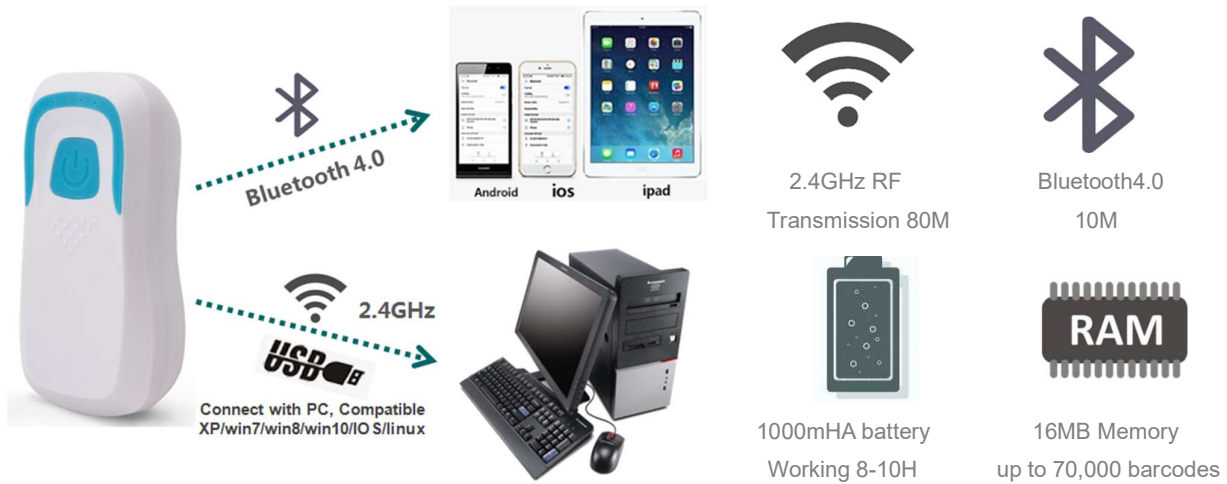 Bluetooth 4.0
Android
ios
ipad
2.4GHz
USB
Connect with PC, Compatible
XP/win7/win8/win10/IOS/linux
2.4GHz RF
Transmission 80M
Bluetooth4.0
10M
1000mHA battery
Working 8-10H
RAM
16MB Memory
up to 70,000 barcodes